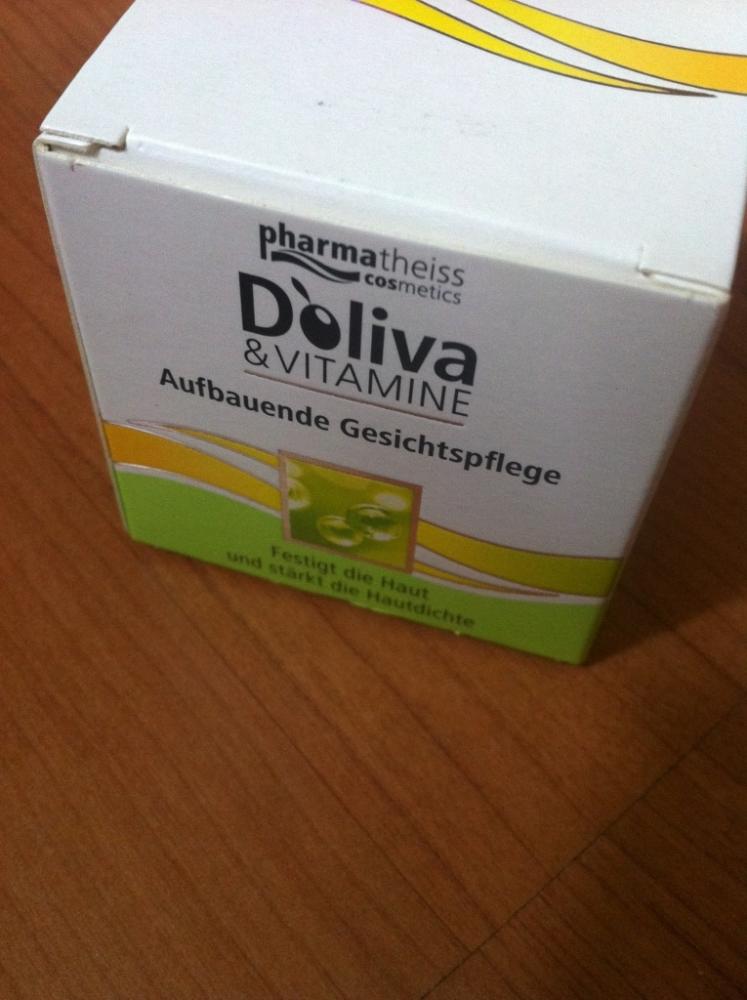 pharmatheiss
cosmetics
Doliva
& VITAMINE
Aufbauende Gesichtspflege
Festigt die Haut
und stärkt die Hautdichte